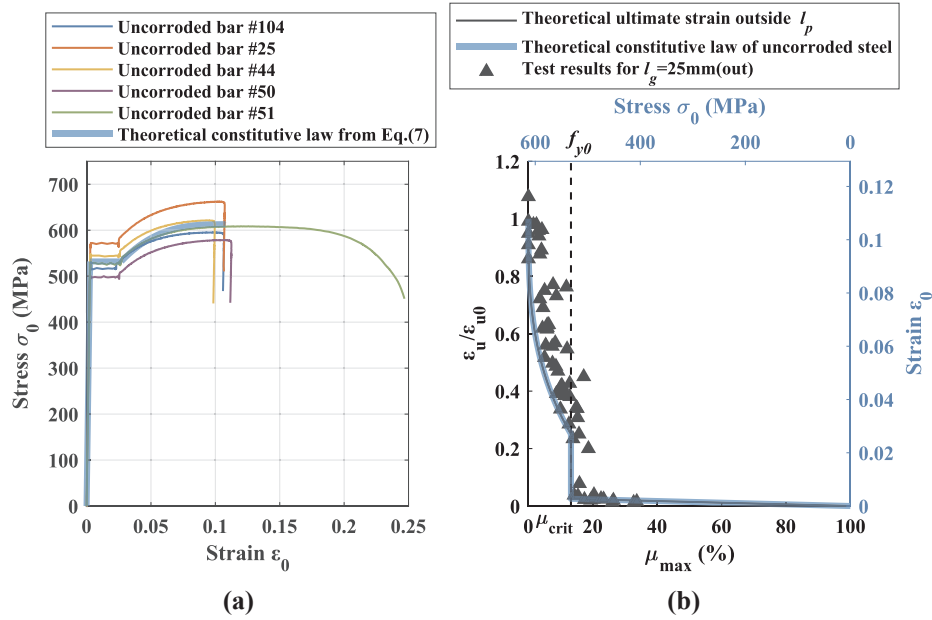 Uncorroded bar #104
Uncorroded bar #25
Uncorroded bar #44
Uncorroded bar #50
Uncorroded bar #51
Theoretical constitutive law from Eq.(7)
700
600
500
400
300
200
100
0
Stress σ0 (MPa)
0 0.05 0.1 0.15 0.2 0.25
Strain ε0
(a)
Theoretical ultimate strain outside lp
Theoretical constitutive law of uncorroded steel
Test results for lg=25mm(out)
Stress σ0 (MPa)
600 fy0 400 200 0
1.2
1
0.8
0.6
0.4
0.2
0
εu/εu0
0.12
0.1
0.08
0.06
0.04
0.02
0
Strain ε0
0 μcrit 20 40 60 80 100
μmax (%)
(b)